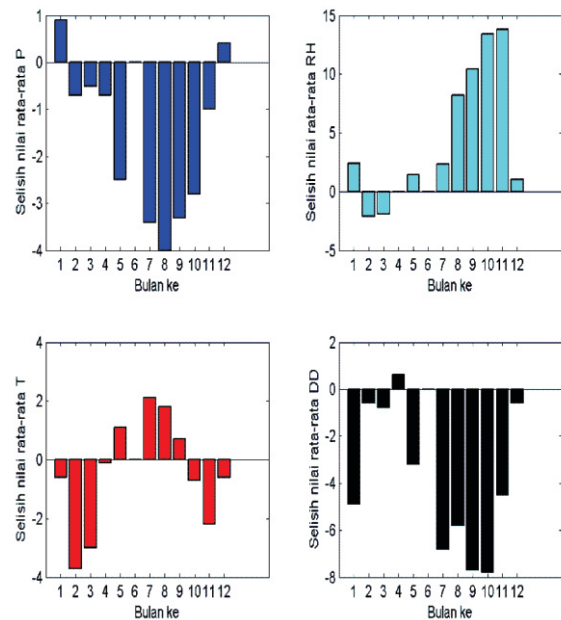 Selisih nilai rata-rata P
1
0
-1
-2
-3
-4
1 2 3 4 5 6 7 8 9 10 11 12
Bulan ke
Selisih nilai rata-rata RH
15
10
5
0
-5
1 2 3 4 5 6 7 8 9 10 11 12
Bulan ke
Selisih nilai rata-rata T
4
2
0
-2
-4
1 2 3 4 5 6 7 8 9 10 11 12
Bulan ke
Selisih nilai rata-rata DD
2
0
-2
-4
-6
-8
1 2 3 4 5 6 7 8 9 10 11 12
Bulan ke